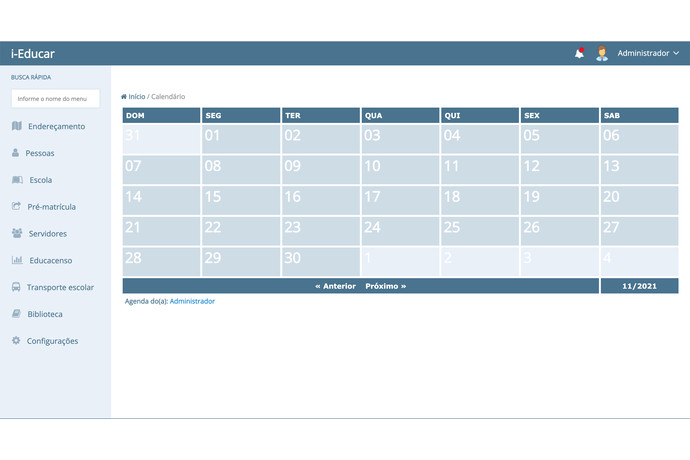 i-Educar
Administrador
BUSCA RÁPIDA
Informe o nome do menu
Endereçamento
Pessoas
Escola
Pré-matrícula
Servidores
Educacenso
Transporte escolar
Biblioteca
Configurações
Início / Calendário
DOM SEG TER QUA QUI SEX SAB
31 01 02 03 04 05 06
07 08 09 10 11 12 13
14 15 16 17 18 19 20
21 22 23 24 25 26 27
28 29 30 1 2 3 4
« Anterior Próximo » 11/2021
Agenda do(a): Administrador